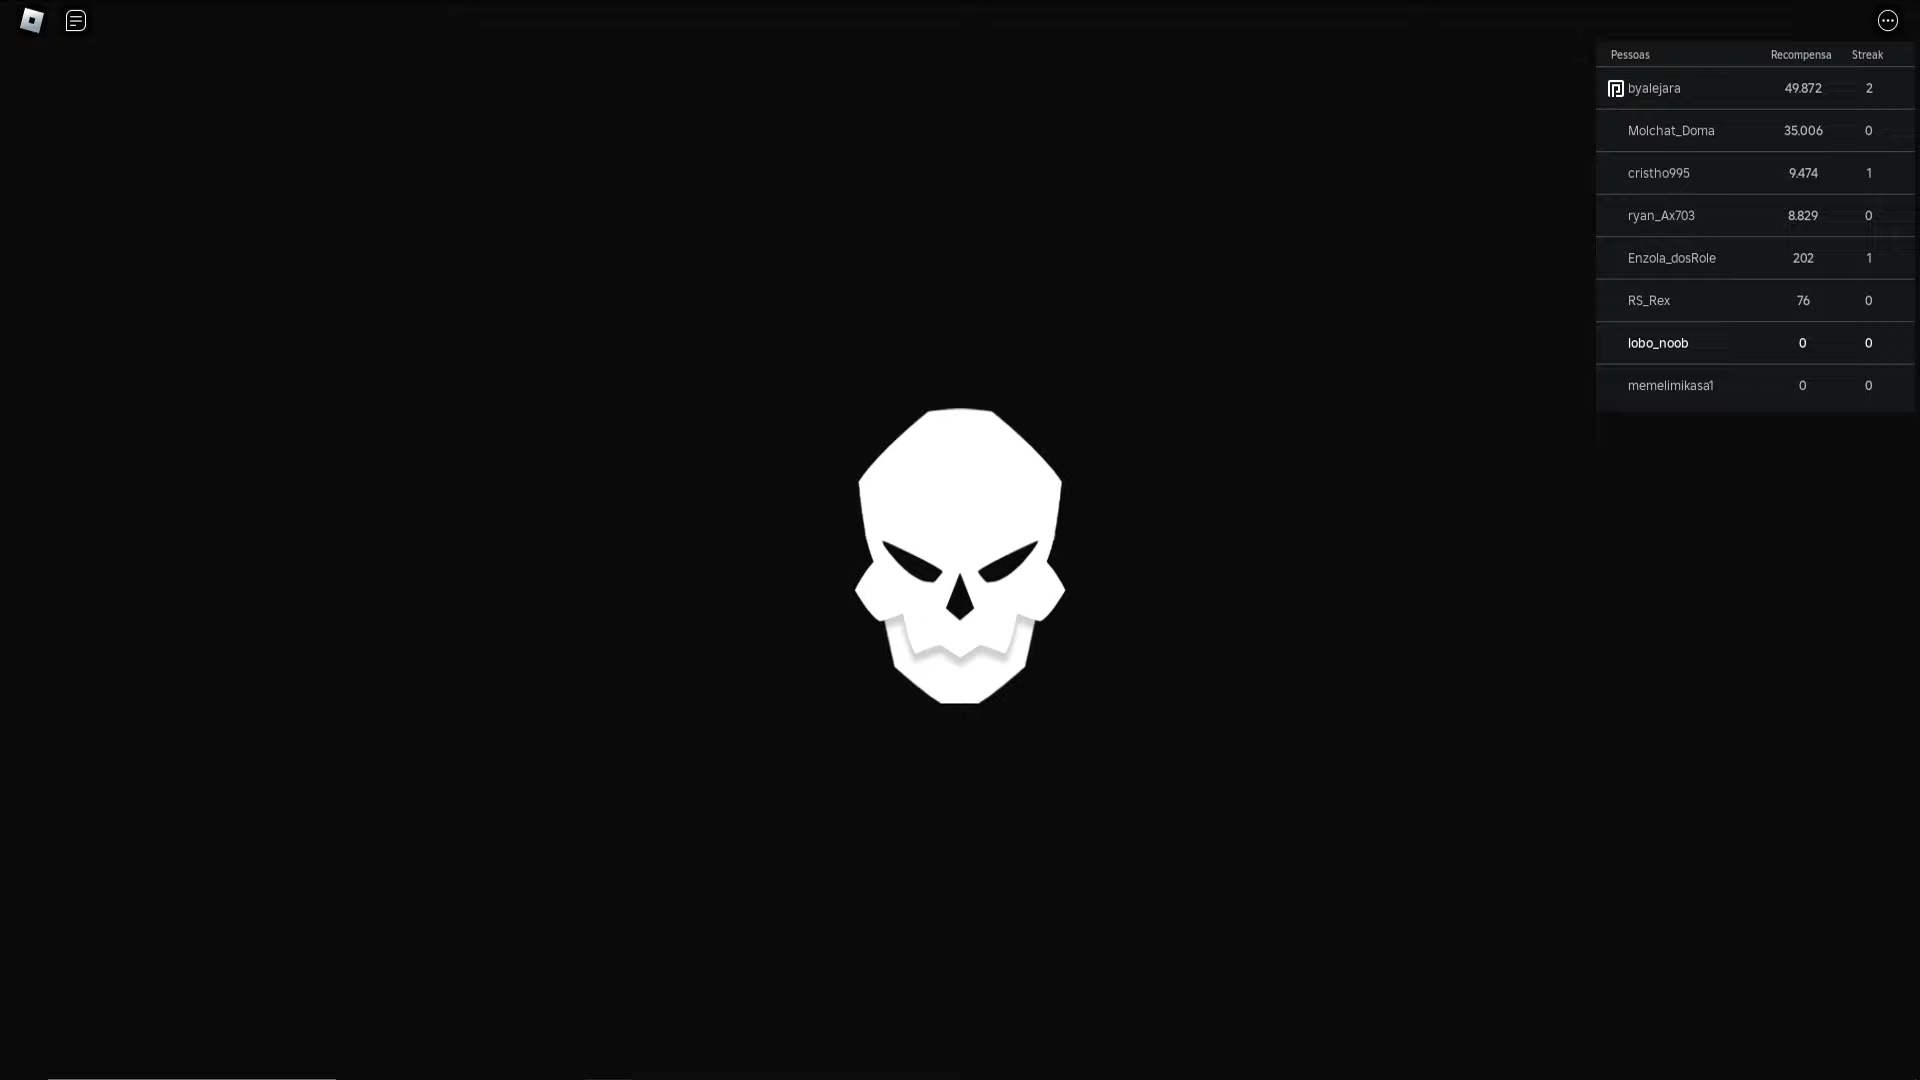 Pessoas Recompensa Streak
byalejara 49.872 2
Molchat_Doma 35.006 0
cristho995 9.474 1
ryan_Ax703 8.829 0
Enzola_dosRole 202 1
RS_Rex 76 0
lobo_noob 0 0
memelimikasa1 0 0